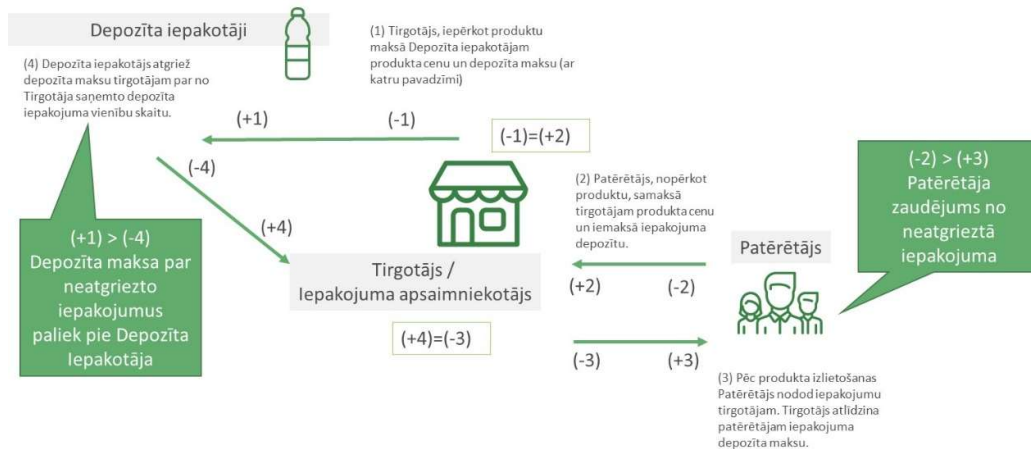 Depozīta iepakotāji
(1) Tirgotājs, iepērkot produktu
maksā Depozīta iepakotājam
produkta cenu un depozīta maksu (ar
katru pavadzīmi)
(4) Depozīta iepakotājs atgriež
depozīta maksu tirgotājam par no
Tirgotāja saņemto depozīta
iepakojuma vienību skaitu.
(+1)
(-1)
(-1)=(+2)
(-4)
(+4)
(+1) > (-4)
Depozīta maksa par
neatgriezto
iepakojumus
paliek pie Depozīta
Iepakotāja
(2) Patērētājs, nopērkot
produktu, samaksā
tirgotājam produkta cenu
un iemaksā iepakojuma
depozītu.
(-2) > (+3)
Patērētāja
zaudējums no
neatgrieztā
iepakojuma
Tirgotājs /
Iepakojuma apsaimniekotājs
Patērētājs
(+2)
(-2)
(+4)=(-3)
(-3)
(+3)
(3) Pēc produkta izlietošanas
Patērētājs nodod iepakojumu
tirgotājam. Tirgotājs atlīdzina
patērētājam iepakojuma
depozīta maksu.